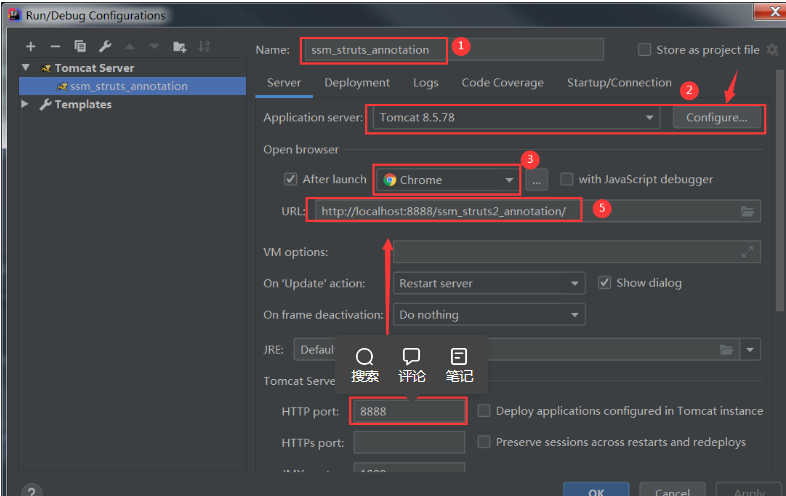 Run/Debug Configurations
Name: ssm_struts_annotation 1 Store as project file
Tomcat Server
ssm_struts_annotation
Templates
Server Deployment Logs Code Coverage Startup/Connection
2
Application server: Tomcat 8.5.78 Configure...
Open browser
3
After launch Chrome ... with JavaScript debugger
URL: http://localhost:8888/ssm_struts2_annotation/ 5
VM options:
On 'Update' action: Restart server Show dialog
On frame deactivation: Do nothing
JRE: Defaul
搜索 评论 笔记
Tomcat Serve
HTTP port: 8888 Deploy applications configured in Tomcat instance
HTTPs port: Preserve sessions across restarts and redeploys
? OK Cancel Apply